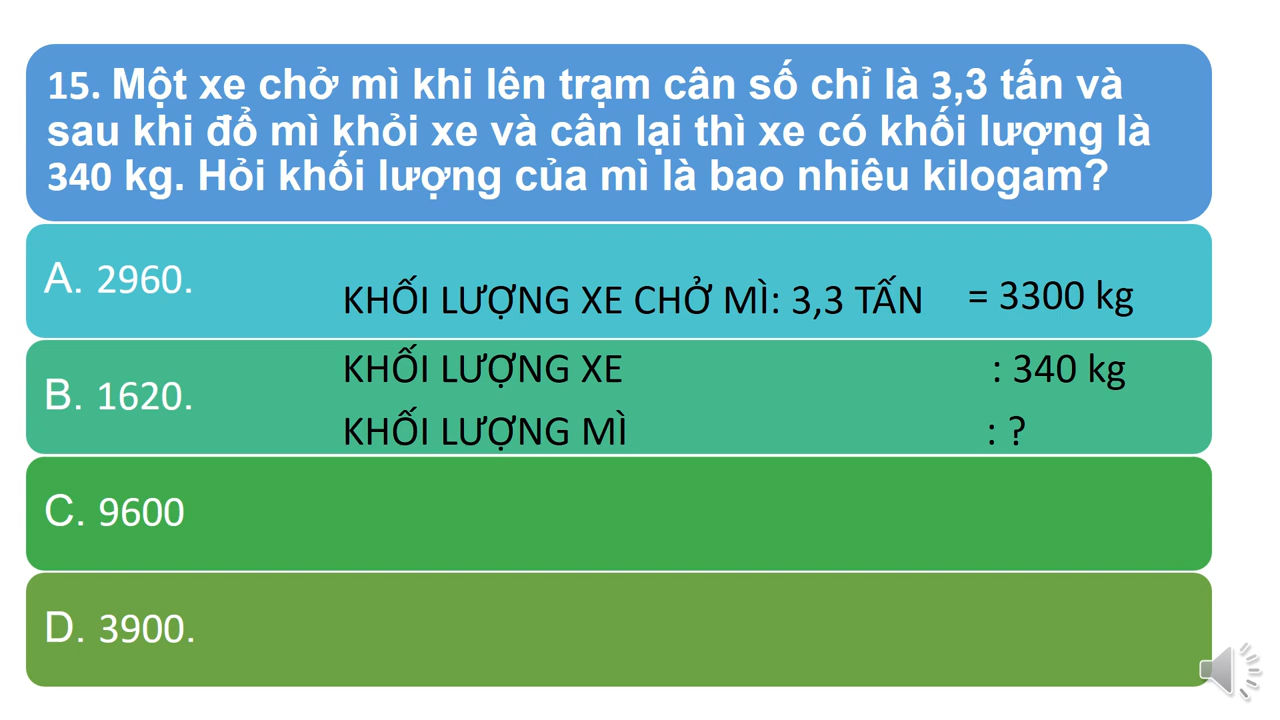 15. Một xe chở mì khi lên trạm cân số chỉ là 3,3 tấn và
sau khi đổ mì khỏi xe và cân lại thì xe có khối lượng là
340 kg. Hỏi khối lượng của mì là bao nhiêu kilogam?
A. 2960.
KHỐI LƯỢNG XE CHỞ MÌ: 3,3 TẤN = 3300 kg
KHỐI LƯỢNG XE : 340 kg
B. 1620.
KHỐI LƯỢNG MÌ : ?
C. 9600
D. 3900.